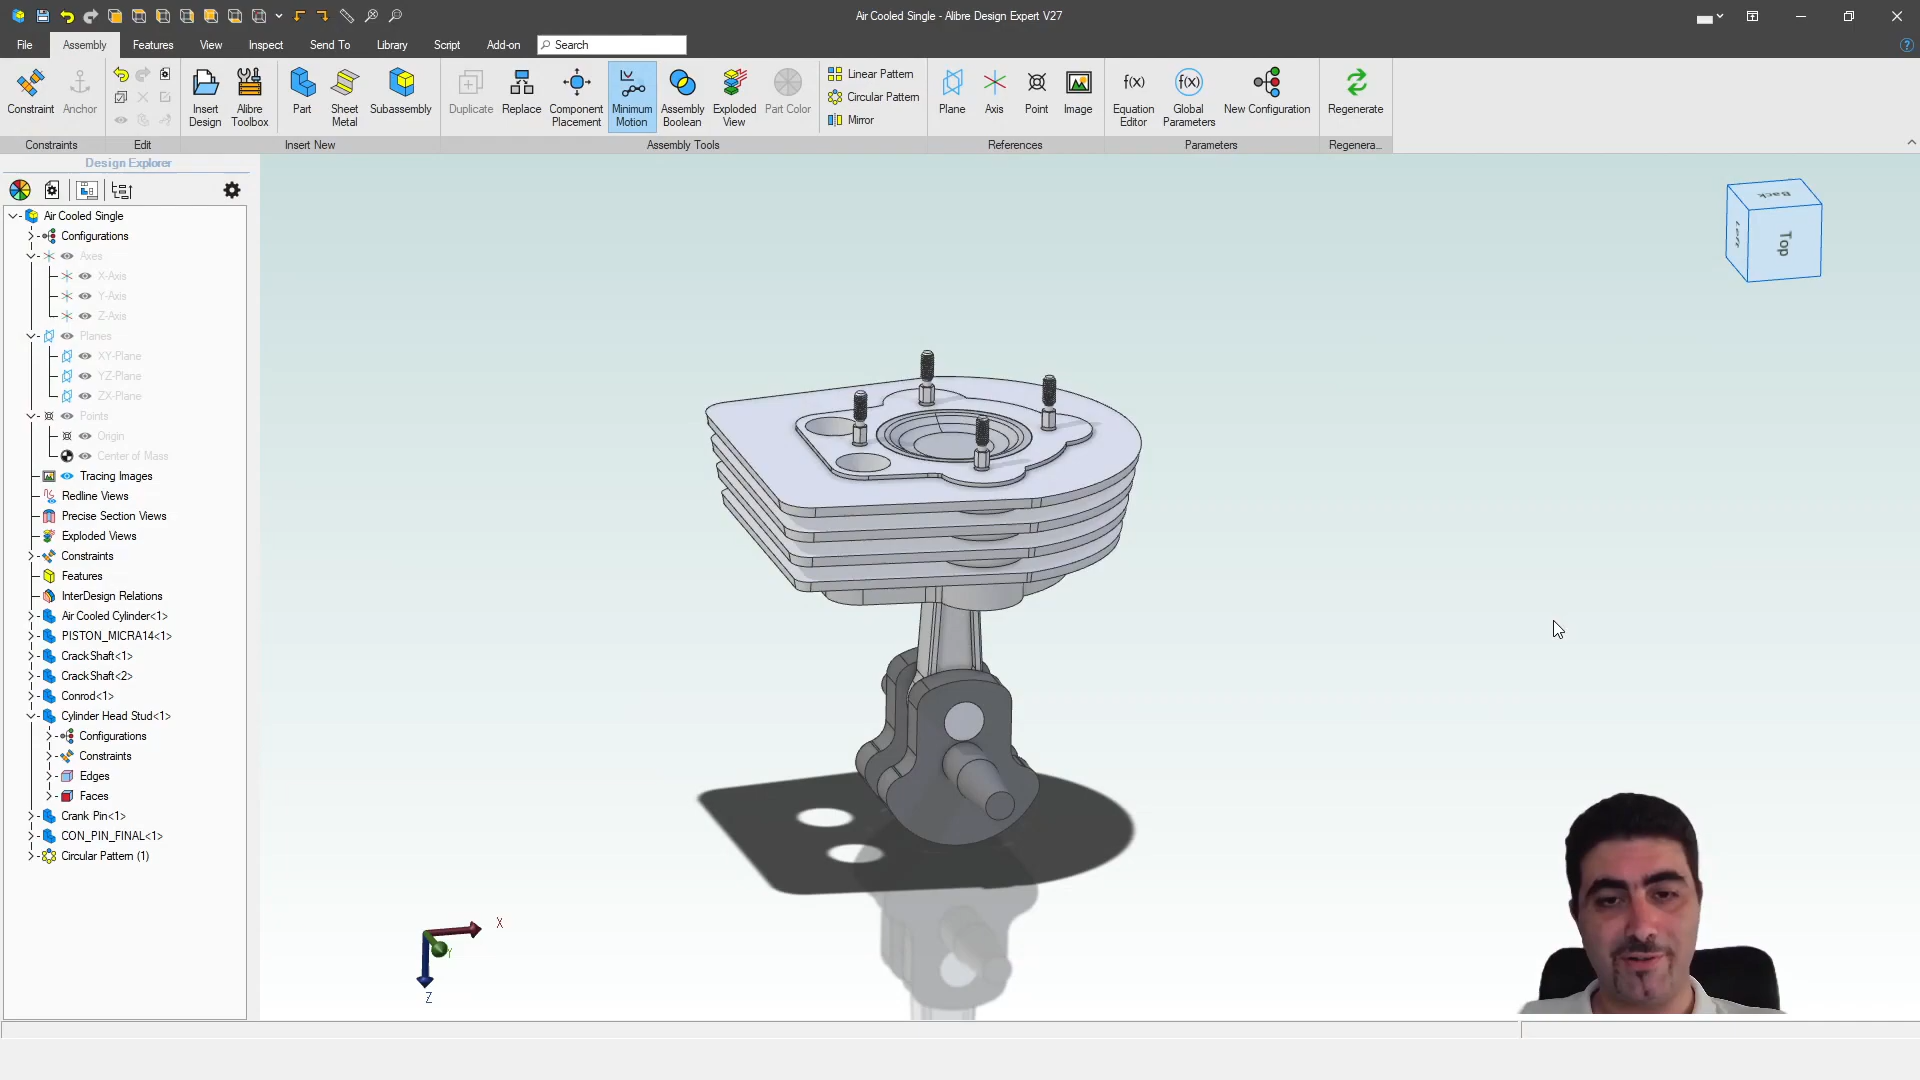 Air Cooled Single - Alibre Design Expert V27
File Assembly Features View Inspect Send To Library Script Add-on Search
Constraint Anchor Insert Design Alibre Toolbox Part Sheet Metal Subassembly Duplicate Replace Component Placement Minimum Motion Assembly Boolean Exploded View Part Color
Linear Pattern
Circular Pattern
Mirror
Plane Axis Point Image Equation Editor Global Parameters New Configuration Regenerate
Constraints Edit Insert New Assembly Tools References Parameters Regenera...
Design Explorer
Air Cooled Single
Configurations
Axes
X-Axis
Y-Axis
Z-Axis
Planes
XY-Plane
YZ-Plane
ZX-Plane
Points
Origin
Center of Mass
Tracing Images
Redline Views
Precise Section Views
Exploded Views
Constraints
Features
InterDesign Relations
Air Cooled Cylinder<1>
PISTON_MICRA14<1>
CrackShaft<1>
CrackShaft<2>
Conrod<1>
Cylinder Head Stud<1>
Configurations
Constraints
Edges
Faces
Crank Pin<1>
CON_PIN_FINAL<1>
Circular Pattern (1)
Back
Left
Top
X
Y
Z